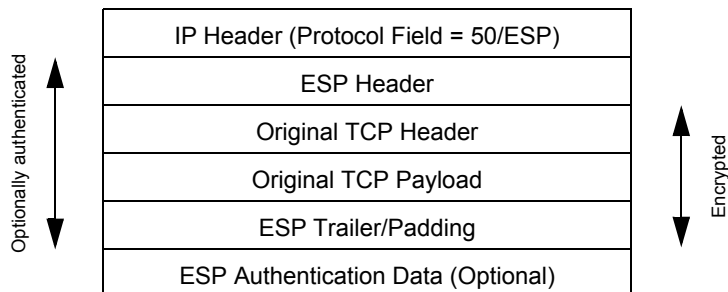 IP Header (Protocol Field = 50/ESP)
ESP Header
Original TCP Header
Original TCP Payload
ESP Trailer/Padding
ESP Authentication Data (Optional)
Optionally authenticated
Encrypted